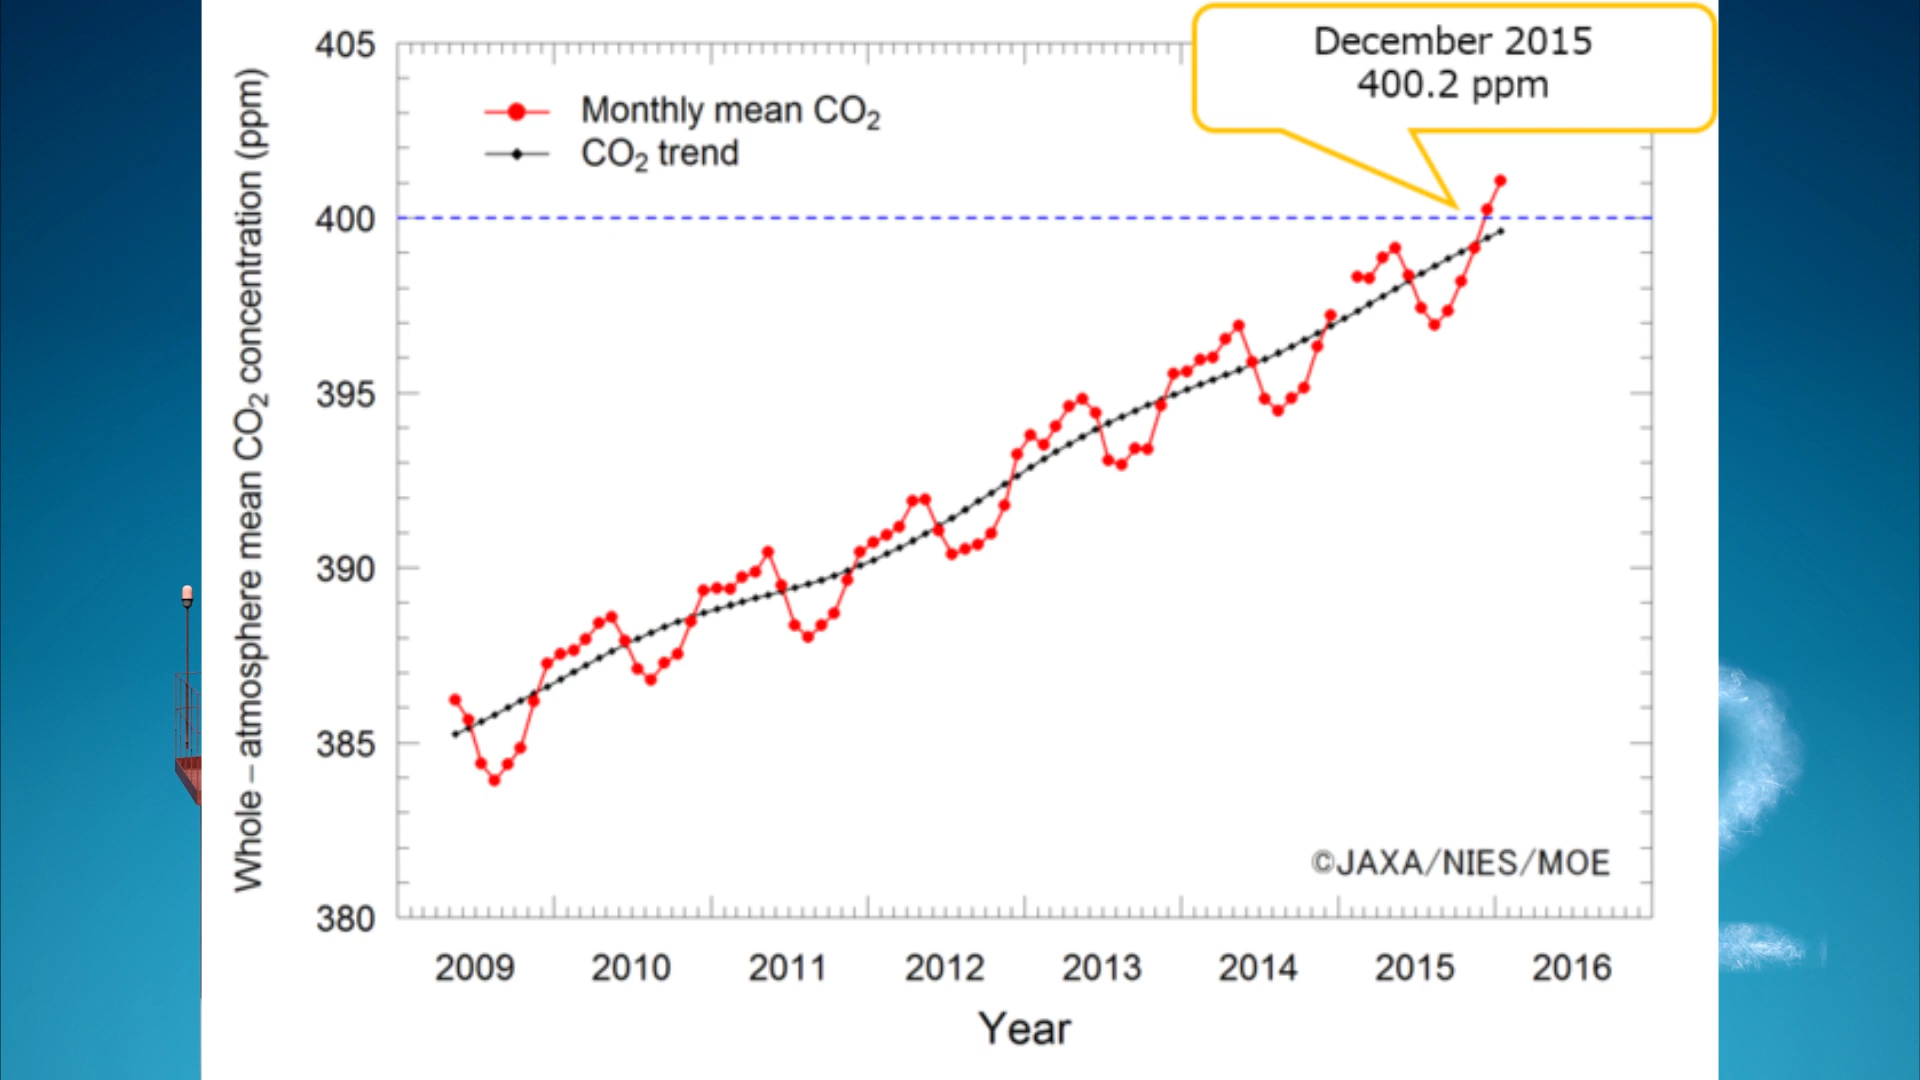 December 2015
400.2 ppm
Monthly mean CO₂
CO₂ trend
Whole – atmosphere mean CO₂ concentration (ppm)
405
400
395
390
385
380
©JAXA/NIES/MOE
2009 2010 2011 2012 2013 2014 2015 2016
Year